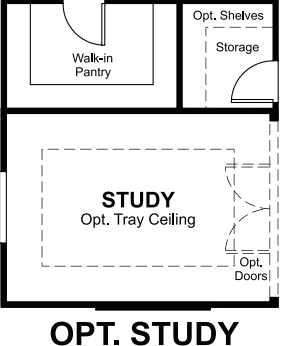 Opt. Shelves
Storage
Walk-in
Pantry
STUDY
Opt. Tray Ceiling
Opt.
Doors
OPT. STUDY